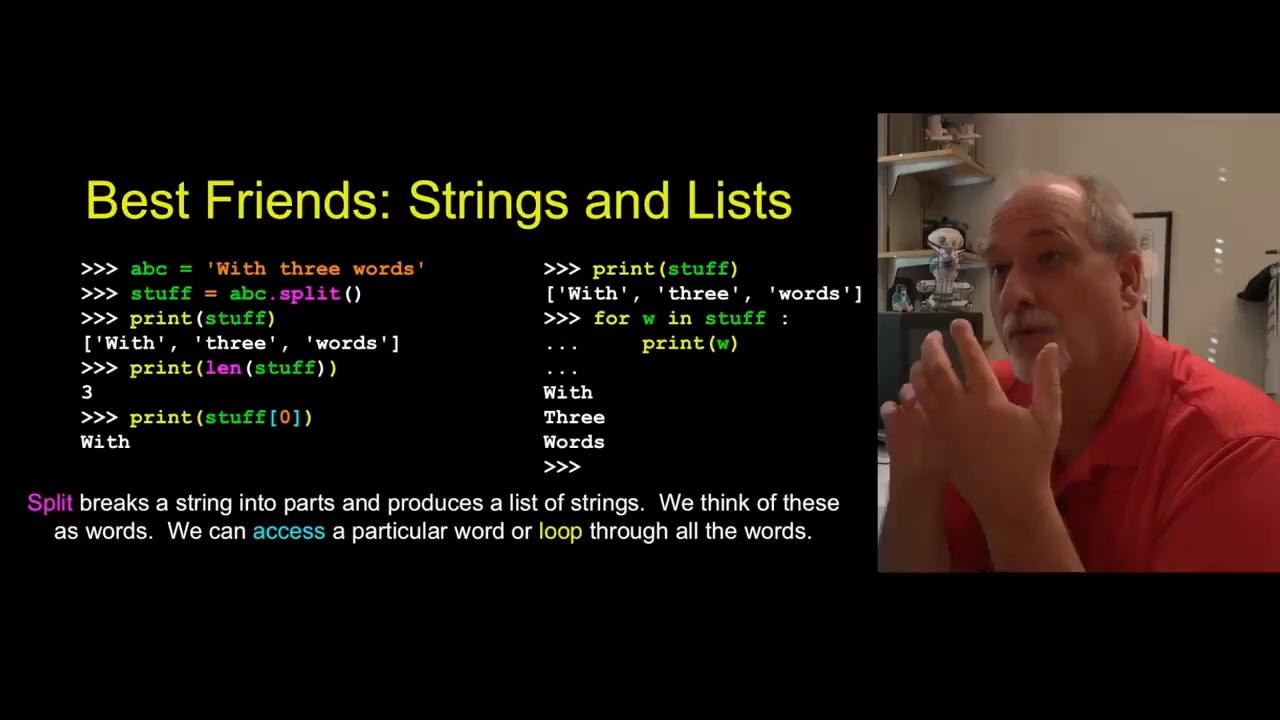 Best Friends: Strings and Lists
>>> abc = 'With three words'
>>> stuff = abc.split()
>>> print(stuff)
['With', 'three', 'words']
>>> print(len(stuff))
3
>>> print(stuff[0])
With
>>> print(stuff)
['With', 'three', 'words']
>>> for w in stuff :
...     print(w)
...
With
Three
Words
>>>
Split breaks a string into parts and produces a list of strings.  We think of these
as words.  We can access a particular word or loop through all the words.